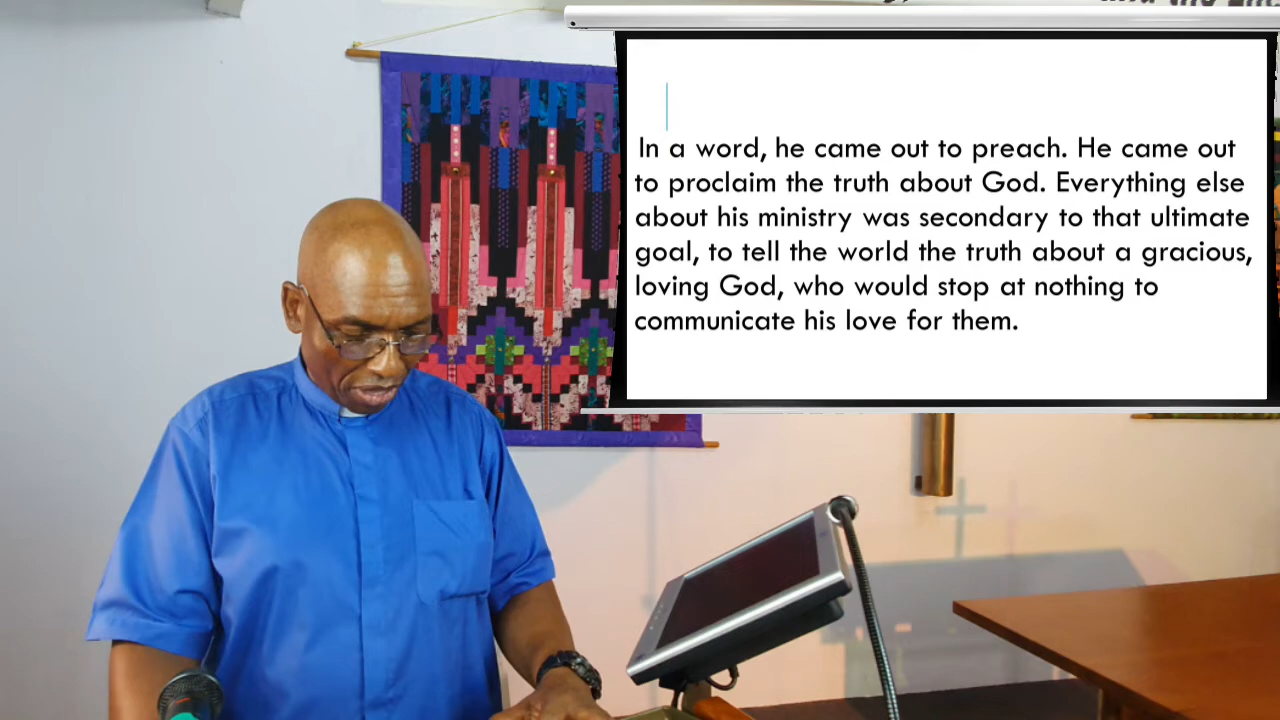 In a word, he came out to preach. He came out
to proclaim the truth about God. Everything else
about his ministry was secondary to that ultimate
goal, to tell the world the truth about a gracious,
loving God, who would stop at nothing to
communicate his love for them.